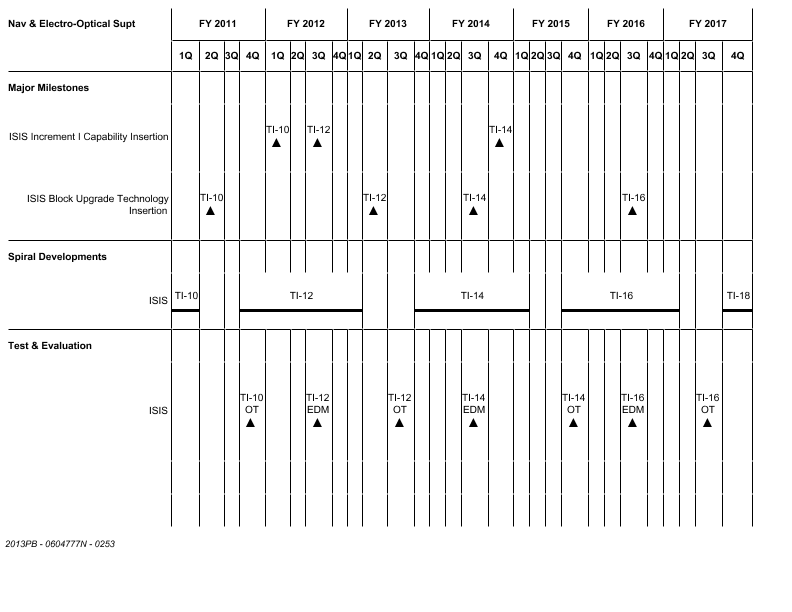 Nav & Electro-Optical Supt FY 2011 FY 2012 FY 2013 FY 2014 FY 2015 FY 2016 FY 2017
1Q 2Q 3Q 4Q 1Q 2Q 3Q 4Q 1Q 2Q 3Q 4Q 1Q 2Q 3Q 4Q 1Q 2Q 3Q 4Q 1Q 2Q 3Q 4Q 1Q 2Q 3Q 4Q
Major Milestones
TI-10 TI-12 TI-14
ISIS Increment I Capability Insertion
ISIS Block Upgrade Technology TI-10 TI-12 TI-14 TI-16
Insertion
Spiral Developments
ISIS TI-10 TI-12 TI-14 TI-16 TI-18
Test & Evaluation
TI-10 TI-12 TI-12 TI-14 TI-14 TI-16 TI-16
ISIS OT EDM OT EDM OT EDM OT
2013PB - 0604777N - 0253